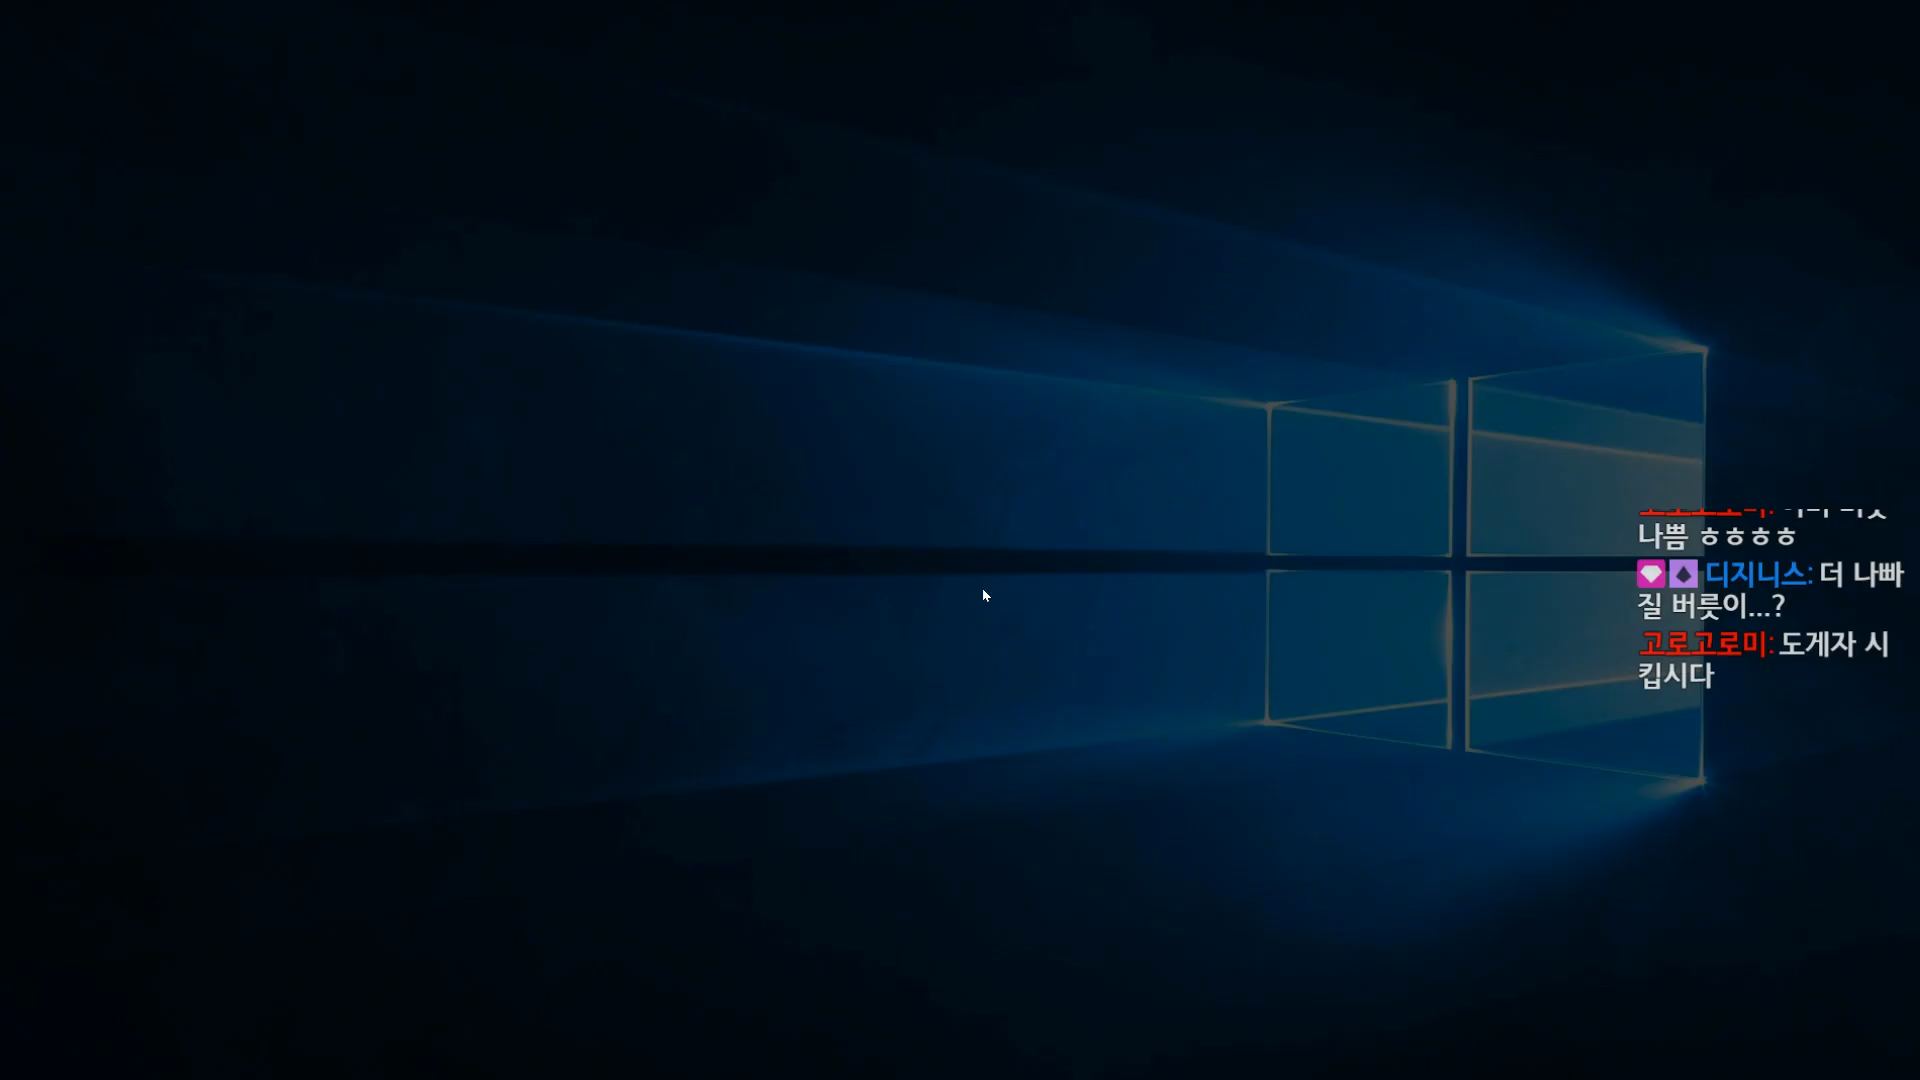 나쁨 ㅎㅎㅎㅎ
디지니스: 더 나빠
질 버릇이...?
고로고로미: 도게자 시
킵시다